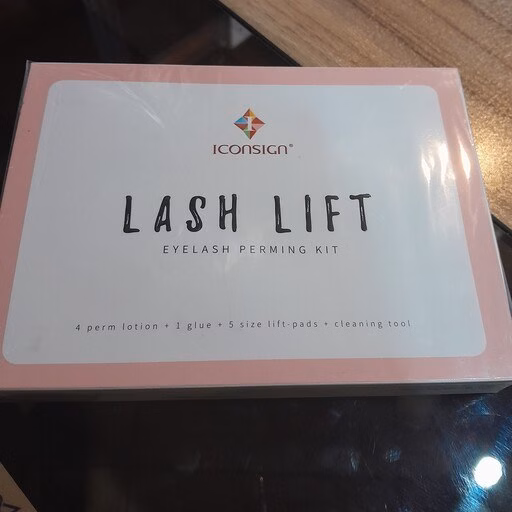 ICONSIGN®
LASH LIFT
EYELASH PERMING KIT
4 perm lotion + 1 glue + 5 size lift-pads + cleaning tool